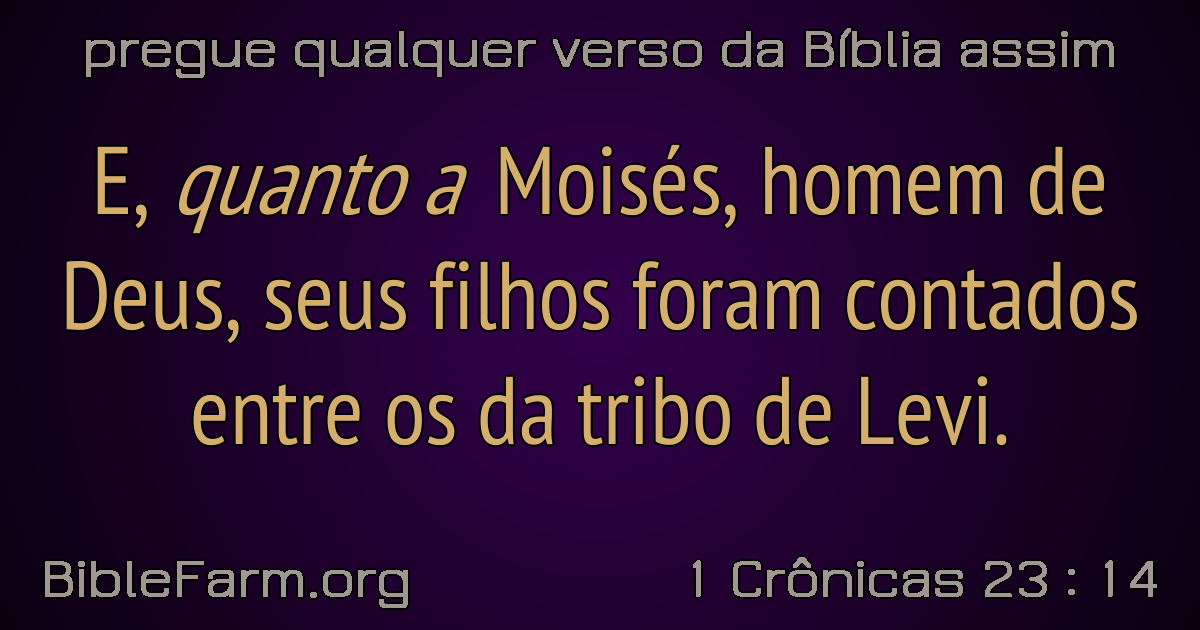 pregue qualquer verso da Bíblia assim
E, quanto a Moisés, homem de
Deus, seus filhos foram contados
entre os da tribo de Levi.
BibleFarm.org
1 Crônicas 23 : 14